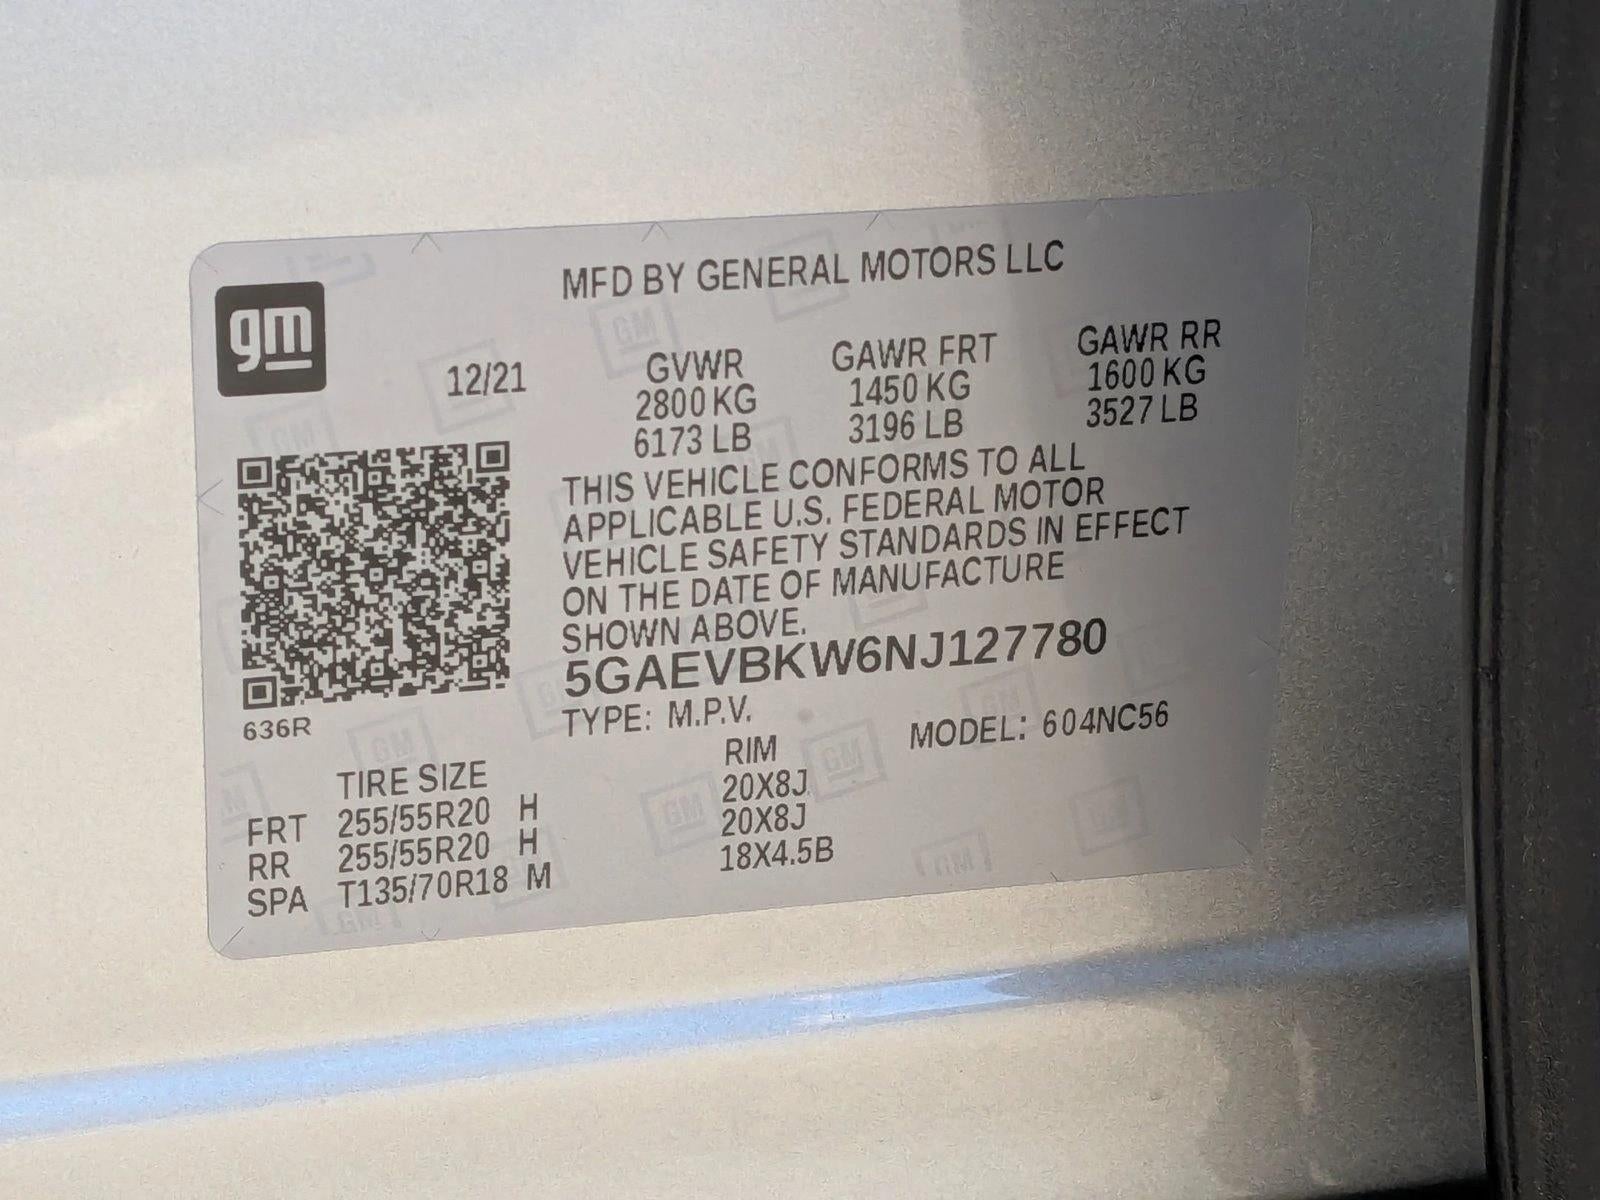 MFD BY GENERAL MOTORS LLC
gm
12/21
GVWR GAWR FRT GAWR RR
2800 KG 1450 KG 1600 KG
6173 LB 3196 LB 3527 LB
THIS VEHICLE CONFORMS TO ALL
APPLICABLE U.S. FEDERAL MOTOR
VEHICLE SAFETY STANDARDS IN EFFECT
ON THE DATE OF MANUFACTURE
SHOWN ABOVE.
5GAEVBKW6NJ127780
636R
TYPE: M.P.V. MODEL: 604NC56
TIRE SIZE RIM
FRT 255/55R20 H 20X8J
RR 255/55R20 H 20X8J
SPA T135/70R18 M 18X4.5B